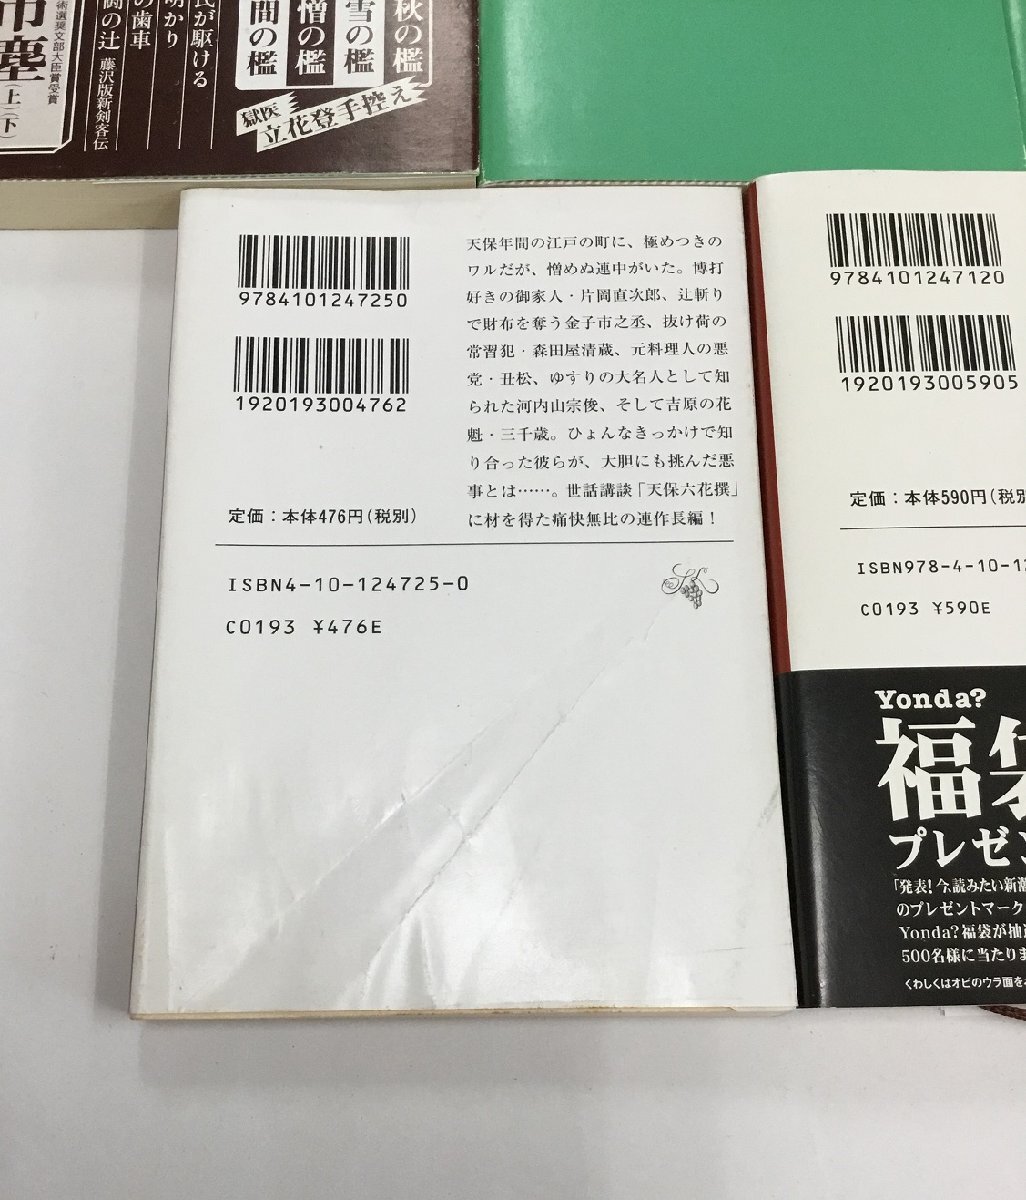 秋の檻
雪の檻
憎の檻
間の檻
獄医
立花登手控え
が駆ける
明かり
の歯車
闘の辻 藤沢版新剣客伝
術選奨文部大臣賞受賞
市塵(上)(下)
9784101247250
1920193004762
定価：本体476円(税別)
天保年間の江戸の町に、極めつきの
ワルだが、憎めぬ連中がいた。博打
好きの御家人・片岡直次郎、辻斬り
で財布を奪う金子市之丞、抜け荷の
常習犯・森田屋清蔵、元料理人の悪
党・丑松、ゆすりの大名人として知
られた河内山宗俊、そして吉原の花
魁・三千歳。ひょんなきっかけで知
り合った彼らが、大胆にも挑んだ悪
事とは……。世話講談「天保六花撰」
に材を得た痛快無比の連作長編！
ISBN4-10-124725-0
C0193 ¥476E
9784101247120
1920193005905
定価：本体590円(税別
ISBN978-4-10-12
C0193 ¥590E
Yonda?
福袋
プレゼン
「発表！今読みたい新潮
のプレゼントマーク
Yonda?福袋が抽
500名様に当たりま
くわしくはオビのウラ面を